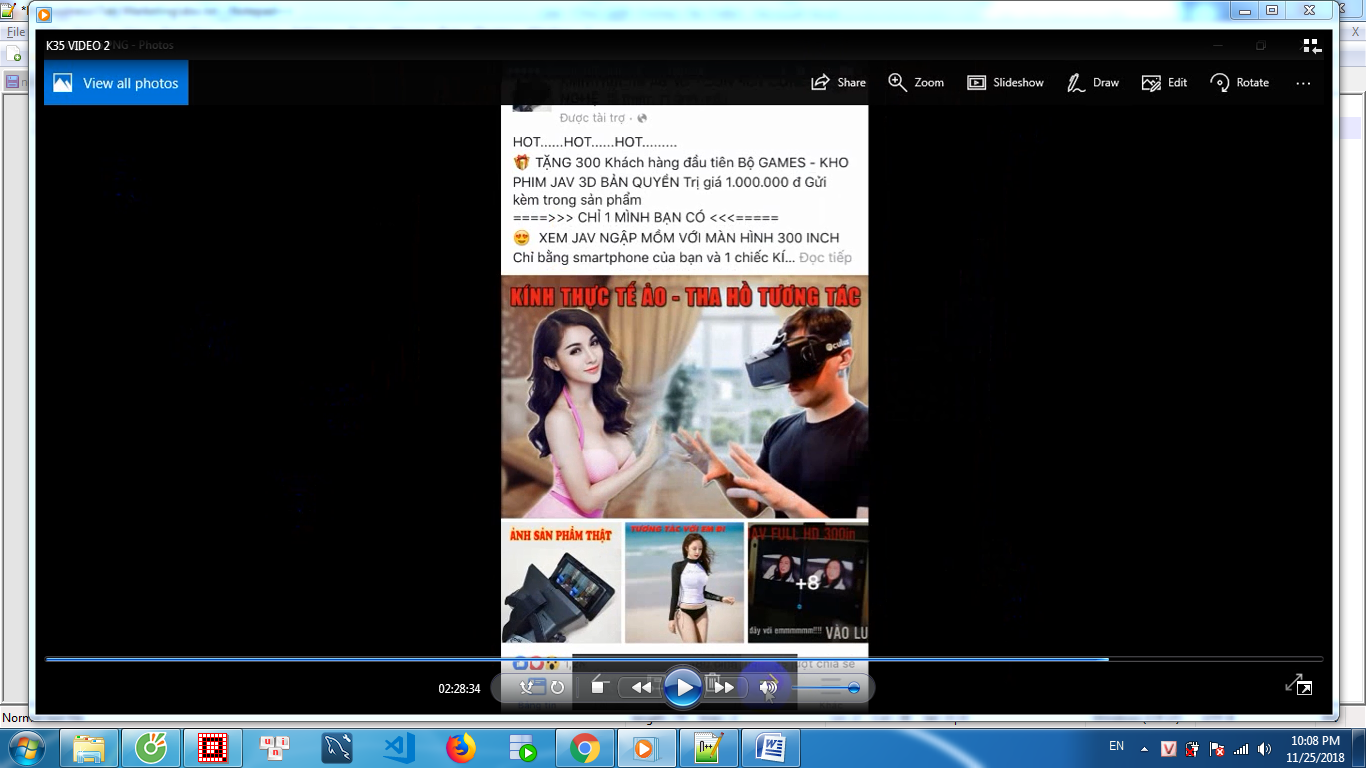 File
X
K35 VIDEO 2
NG - Photos
View all photos
Share
Zoom
Slideshow
Draw
Edit
Rotate
Được tài trợ
HOT......HOT......HOT.........
TẶNG 300 Khách hàng đầu tiên Bộ GAMES - KHO
PHIM JAV 3D BẢN QUYỀN Trị giá 1.000.000 đ Gửi
kèm trong sản phẩm
====>>> CHỈ 1 MÌNH BẠN CÓ <<<=====
XEM JAV NGẬP MỒM VỚI MÀN HÌNH 300 INCH
Chỉ bằng smartphone của bạn và 1 chiếc KÍ... Đọc tiếp
KÍNH THỰC TẾ ẢO - THA HỒ TƯƠNG TÁC
oculus
ẢNH SẢN PHẨM THẬT
TƯƠNG TÁC VỚI EM ĐI
JAV FULL HD 300in
+8
đây với emmmmmm!!!!
VÀO LU
02:28:34
EN
10:08 PM
11/25/2018